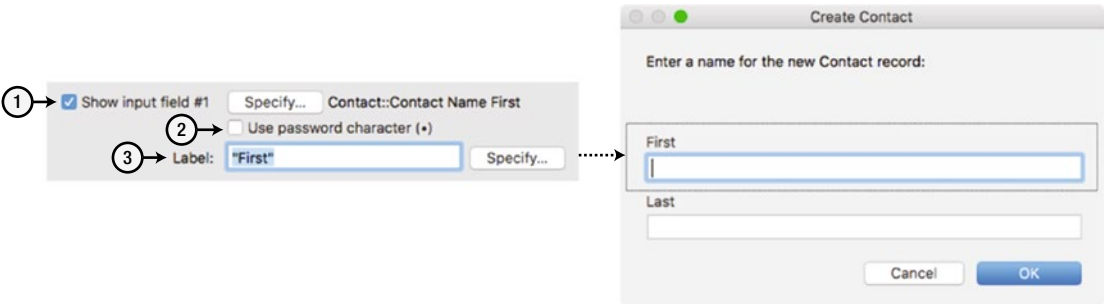 1 Show input field #1 Specify... Contact::Contact Name First
2 Use password character (•)
3 Label: "First" Specify...
Create Contact
Enter a name for the new Contact record:
First
Last
Cancel OK